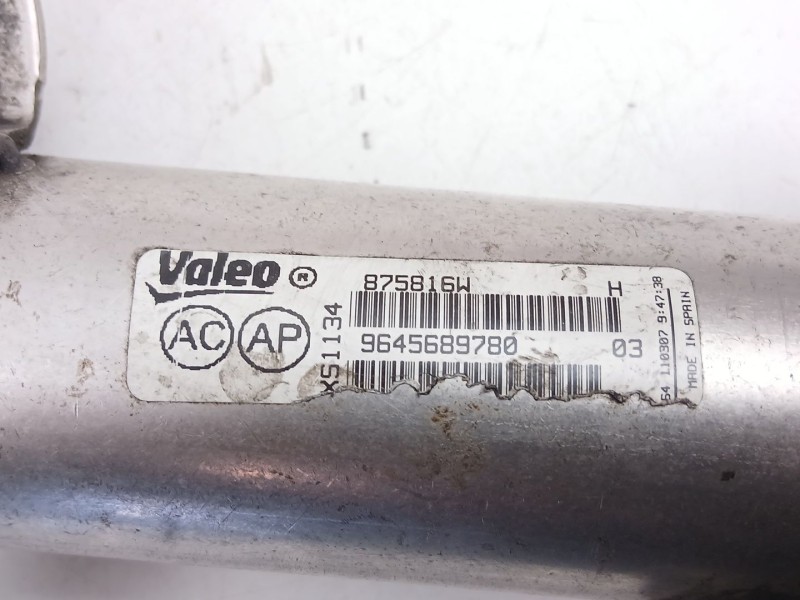 Valeo ®
875816W H
AC AP
XS1134
9645689780 03
54 110307 9:47:38
MADE IN SPAIN